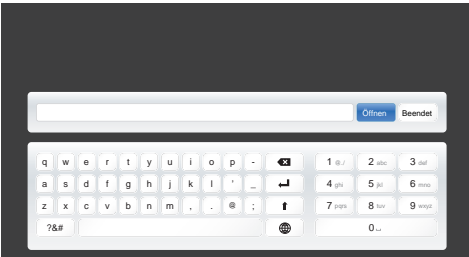 Öffnen Beendet
q w e r t y u i o p - 1 @./ 2 abc 3 def
a s d f g h j k l ' _ 4 ghi 5 jkl 6 mno
z x c v b n m , . @ ; 7 pqrs 8 tuv 9 wxyz
?&# 0